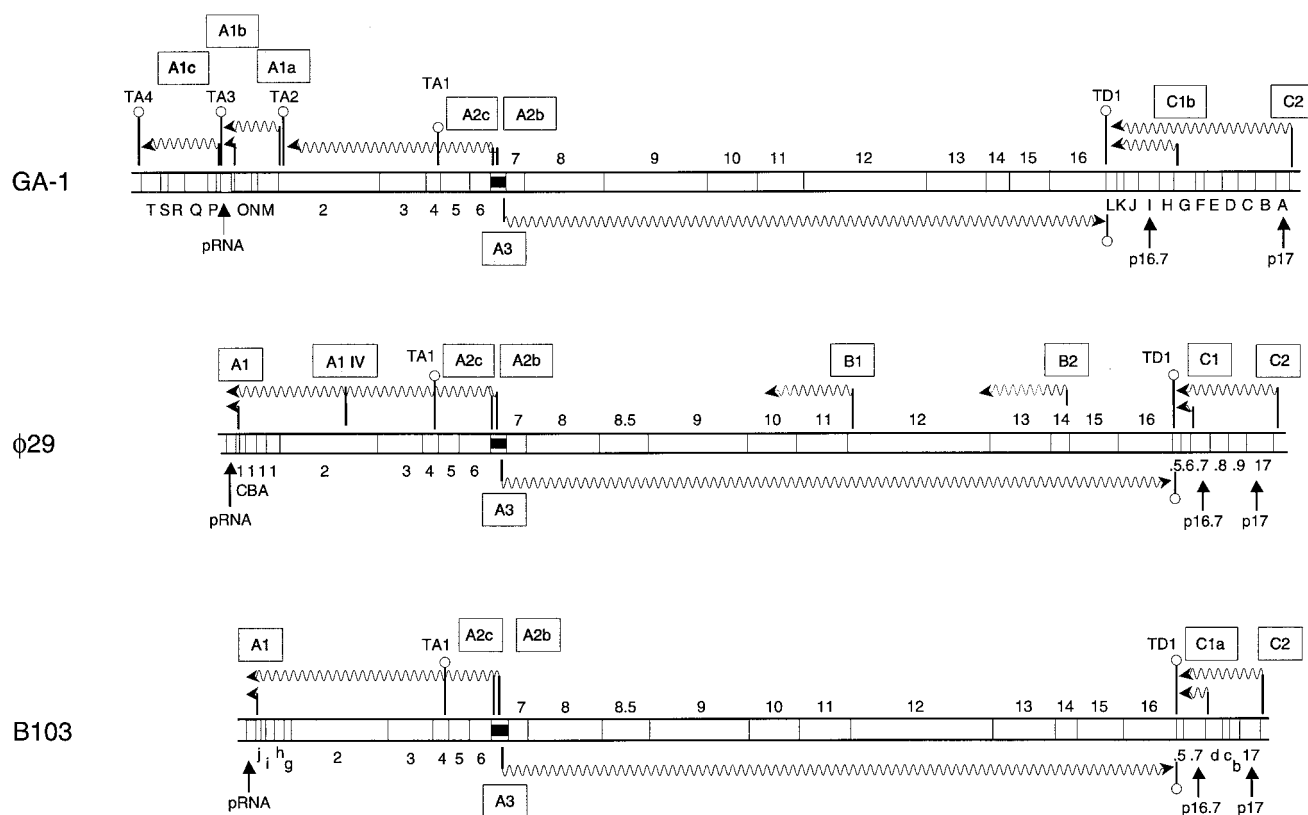 A1b
A1c A1a
TA4 TA3 TA2 TA1 A2c A2b TD1 C1b C2
7 8 9 10 11 12 13 14 15 16
GA-1
T S R Q P O N M 2 3 4 5 6 L K J I H G F E D C B A
pRNA A3 p16.7 p17
A1 A1 IV TA1 A2c A2b B1 B2 TD1 C1 C2
7 8 8.5 9 10 11 12 13 14 15 16
ϕ29
1 1 1 1 2 3 4 5 6 .5 .6 .7 .8 .9 17
CBA
pRNA A3 p16.7 p17
A1 TA1 A2c A2b TD1 C1a C2
7 8 8.5 9 10 11 12 13 14 15 16
B103
j i h g 2 3 4 5 6 .5 .7 d c b 17
pRNA A3 p16.7 p17